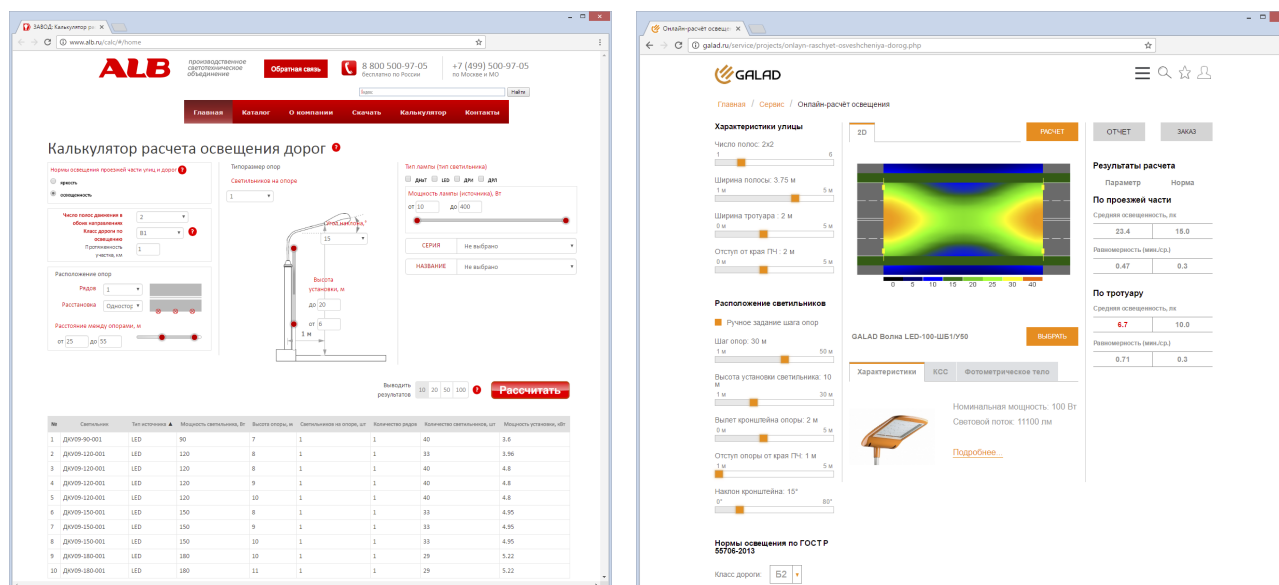 ЗАВОД: Калькулятор ра
www.alb.ru/calc/#/home
ALB
производственное
светотехническое
объединение
Обратная связь
8 800 500-97-05
бесплатно по России
+7 (499) 500-97-05
по Москве и МО
Найти
Главная Каталог О компании Скачать Калькулятор Контакты
Калькулятор расчета освещения дорог ?
Нормы освещения проезжей части улиц и дорог ?
яркость
освещенность
Число полос движения в
обоих направлениях
2
Класс дороги по
освещению
В1 ?
Протяженность
участка, км
1
Расположение опор
Рядов 1
Расстановка Одностор
Расстояние между опорами, м
от 25 до 55
Типоразмер опор
Светильников на опоре
1
Угол наклона,°
15
Высота
установки, м
до 20
от 6
1 м
Тип лампы (тип светильника)
ДНаТ LED ДРИ ДРЛ
Мощность лампы (источника), Вт
от 10 до 400
СЕРИЯ Не выбрано
НАЗВАНИЕ Не выбрано
Выводить
результатов
10 20 50 100 ?
Рассчитать
№ Светильник Тип источника ▲ Мощность светильника, Вт Высота опоры, м Светильников на опоре, шт Количество рядов Количество светильников, шт Мощность установки, кВт
1 ДКУ09-90-001 LED 90 7 1 1 40 3.6
2 ДКУ09-120-001 LED 120 8 1 1 33 3.96
3 ДКУ09-120-001 LED 120 8 1 1 40 4.8
4 ДКУ09-120-001 LED 120 9 1 1 40 4.8
5 ДКУ09-120-001 LED 120 10 1 1 40 4.8
6 ДКУ09-150-001 LED 150 8 1 1 33 4.95
7 ДКУ09-150-001 LED 150 9 1 1 33 4.95
8 ДКУ09-150-001 LED 150 10 1 1 33 4.95
9 ДКУ09-180-001 LED 180 10 1 1 29 5.22
10 ДКУ09-180-001 LED 180 11 1 1 29 5.22
Онлайн-расчёт освеще
galad.ru/service/projects/onlayn-raschyet-osveshcheniya-dorog.php
GALAD
Главная / Сервис / Онлайн-расчёт освещения
Характеристики улицы
Число полос: 2x2
1 6
Ширина полосы: 3.75 м
1 м 5 м
Ширина тротуара : 2 м
0 м 5 м
Отступ от края ПЧ : 2 м
0 м 5 м
Расположение светильников
Ручное задание шага опор
Шаг опор: 30 м
1 м 50 м
Высота установки светильника: 10
м
1 м 30 м
Вылет кронштейна опоры: 2 м
0 м 5 м
Отступ опоры от края ПЧ: 1 м
1 м 5 м
Наклон кронштейна: 15°
0° 80°
Нормы освещения по ГОСТ Р
55706-2013
Класс дороги: Б2
2D
РАСЧЕТ
0 5 10 15 20 25 30 40
GALAD Волна LED-100-ШБ1/У50
ВЫБРАТЬ
Характеристики КСС Фотометрическое тело
Номинальная мощность: 100 Вт
Световой поток: 11100 лм
Подробнее...
ОТЧЕТ ЗАКАЗ
Результаты расчета
Параметр Норма
По проезжей части
Средняя освещенность, лк
23.4 15.0
Равномерность (мин./ср.)
0.47 0.3
По тротуару
Средняя освещенность, лк
6.7 10.0
Равномерность (мин./ср.)
0.71 0.3